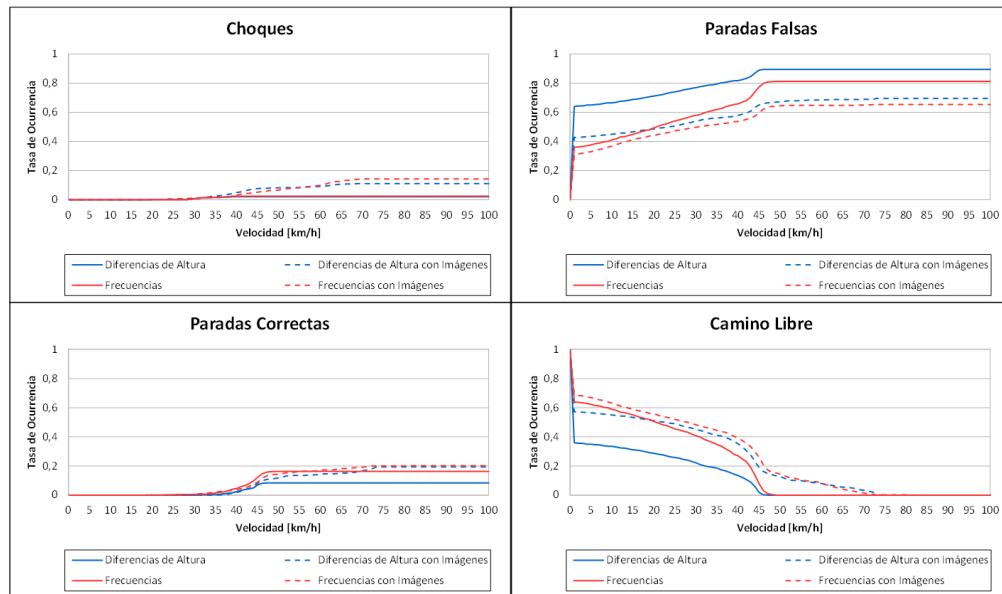 Choques
Tasa de Ocurrencia
1
0,8
0,6
0,4
0,2
0
0 5 10 15 20 25 30 35 40 45 50 55 60 65 70 75 80 85 90 95 100
Velocidad [km/h]
Diferencias de Altura Diferencias de Altura con Imágenes
Frecuencias Frecuencias con Imágenes
Paradas Falsas
Tasa de Ocurrencia
1
0,8
0,6
0,4
0,2
0
0 5 10 15 20 25 30 35 40 45 50 55 60 65 70 75 80 85 90 95 100
Velocidad [km/h]
Diferencias de Altura Diferencias de Altura con Imágenes
Frecuencias Frecuencias con Imágenes
Paradas Correctas
Tasa de Ocurrencia
1
0,8
0,6
0,4
0,2
0
0 5 10 15 20 25 30 35 40 45 50 55 60 65 70 75 80 85 90 95 100
Velocidad [km/h]
Diferencias de Altura Diferencias de Altura con Imágenes
Frecuencias Frecuencias con Imágenes
Camino Libre
Tasa de Ocurrencia
1
0,8
0,6
0,4
0,2
0
0 5 10 15 20 25 30 35 40 45 50 55 60 65 70 75 80 85 90 95 100
Velocidad [km/h]
Diferencias de Altura Diferencias de Altura con Imágenes
Frecuencias Frecuencias con Imágenes